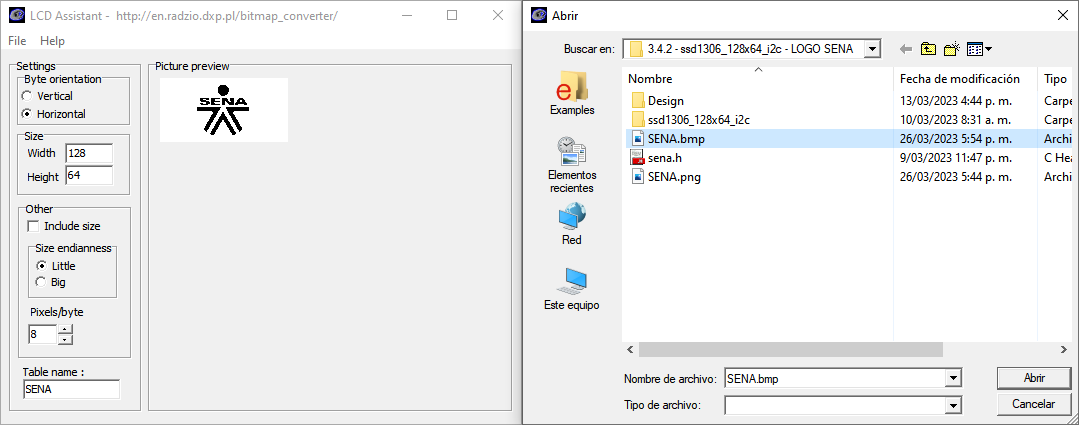 LCD Assistant - http://en.radzio.dxp.pl/bitmap_converter/
File Help
Settings
Byte orientation
Vertical
Horizontal
Size
Width 128
Height 64
Other
Include size
Size endianness
Little
Big
Pixels/byte
8
Table name :
SENA
Picture preview
SENA
Abrir
Buscar en: 3.4.2 - ssd1306_128x64_i2c - LOGO SENA
Examples
Elementos
recientes
Red
Este equipo
Nombre Fecha de modificación Tipo
Design 13/03/2023 4:44 p. m. Carpe
ssd1306_128x64_i2c 10/03/2023 8:31 a. m. Carpe
SENA.bmp 26/03/2023 5:54 p. m. Archi
sena.h 9/03/2023 11:47 p. m. C Hea
SENA.png 26/03/2023 5:44 p. m. Archi
Nombre de archivo: SENA.bmp Abrir
Tipo de archivo: Cancelar